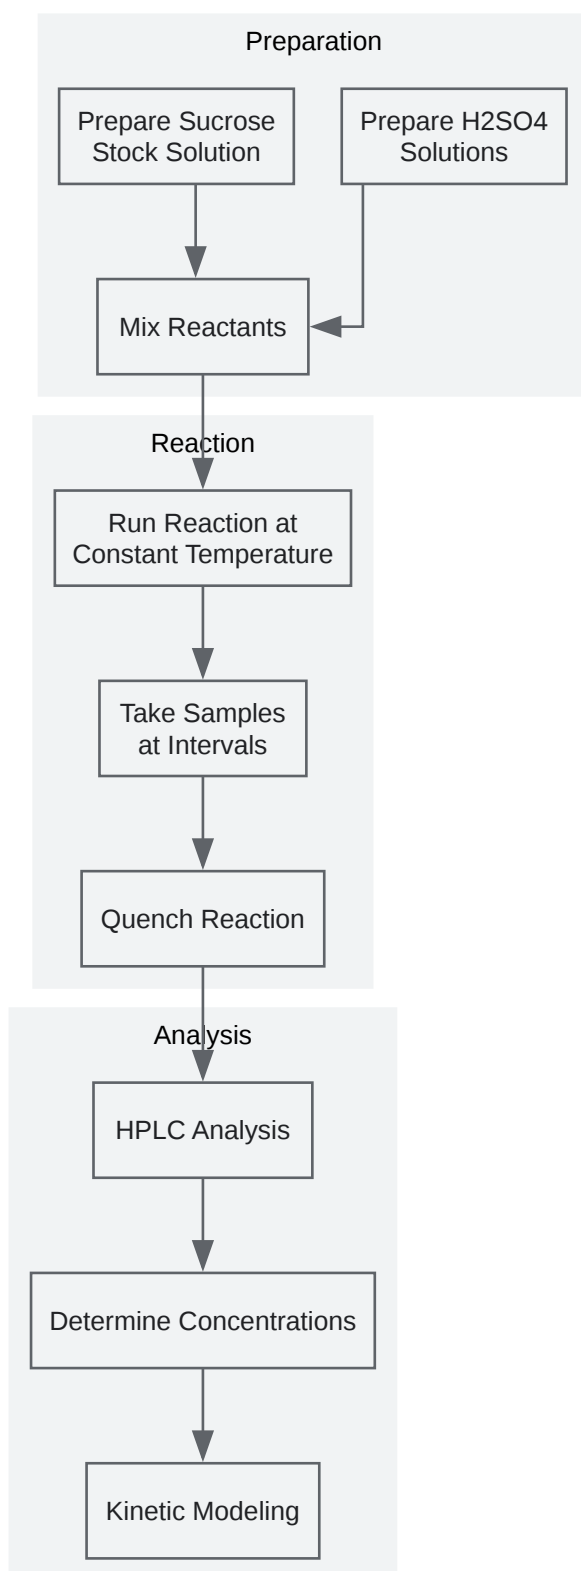 Preparation
Prepare Sucrose
Stock Solution
Prepare H2SO4
Solutions
Mix Reactants
Reaction
Run Reaction at
Constant Temperature
Take Samples
at Intervals
Quench Reaction
Analysis
HPLC Analysis
Determine Concentrations
Kinetic Modeling